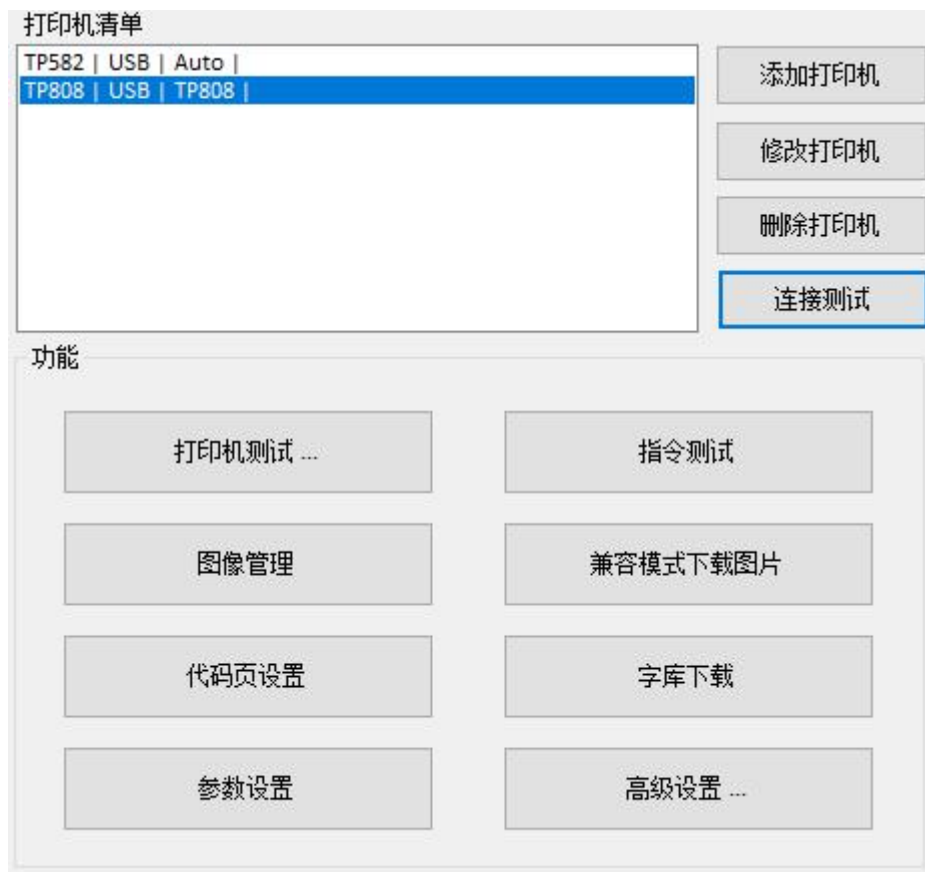 打印机清单
TP582 | USB | Auto |
TP808 | USB | TP808 |
添加打印机
修改打印机
删除打印机
连接测试
功能
打印机测试 ...
指令测试
图像管理
兼容模式下载图片
代码页设置
字库下载
参数设置
高级设置 ...